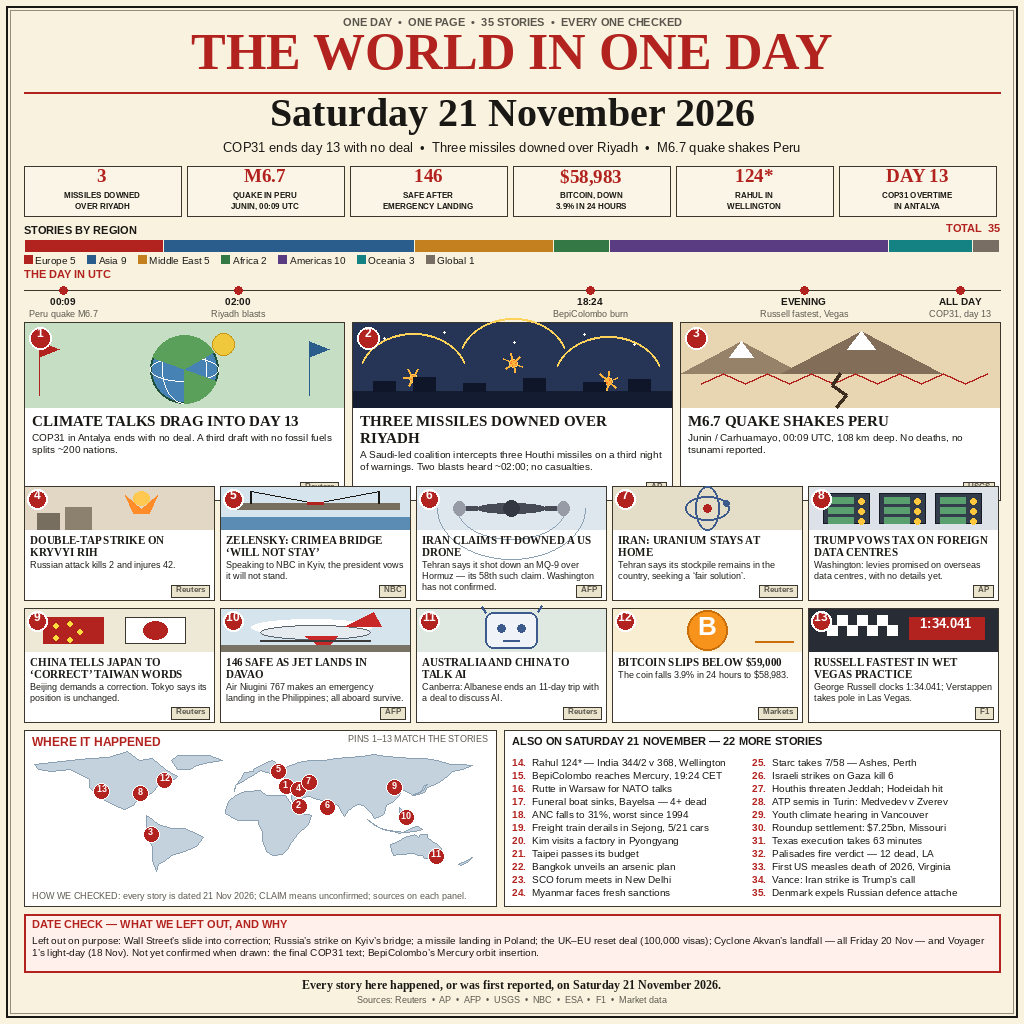 ONE DAY • ONE PAGE • 35 STORIES • EVERY ONE CHECKED
THE WORLD IN ONE DAY
Saturday 21 November 2026
COP31 ends day 13 with no deal • Three missiles downed over Riyadh • M6.7 quake shakes Peru
3
MISSILES DOWNED
OVER RIYADH
M6.7
QUAKE IN PERU
JUNIN, 00:09 UTC
146
SAFE AFTER
EMERGENCY LANDING
$58,983
BITCOIN, DOWN
3.9% IN 24 HOURS
124*
RAHUL IN
WELLINGTON
DAY 13
COP31 OVERTIME
IN ANTALYA
STORIES BY REGION
TOTAL 35
Europe 5 Asia 9 Middle East 5 Africa 2 Americas 10 Oceania 3 Global 1
THE DAY IN UTC
00:09
Peru quake M6.7
02:00
Riyadh blasts
18:24
BepiColombo burn
EVENING
Russell fastest, Vegas
ALL DAY
COP31, day 13
1
CLIMATE TALKS DRAG INTO DAY 13
COP31 in Antalya ends with no deal. A third draft with no fossil fuels
splits ~200 nations.
Reuters
2
THREE MISSILES DOWNED OVER
RIYADH
A Saudi-led coalition intercepts three Houthi missiles on a third night
of warnings. Two blasts heard ~02:00; no casualties.
AP
3
M6.7 QUAKE SHAKES PERU
Junin / Carhuamayo, 00:09 UTC, 108 km deep. No deaths, no
tsunami reported.
USGS
4
DOUBLE-TAP STRIKE ON
KRYVYI RIH
Russian attack kills 2 and injures 42.
Reuters
5
ZELENSKY: CRIMEA BRIDGE
‘WILL NOT STAY’
Speaking to NBC in Kyiv, the president vows
it will not stand.
NBC
6
IRAN CLAIMS IT DOWNED A US
DRONE
Tehran says it shot down an MQ-9 over
Hormuz — its 58th such claim. Washington
has not confirmed.
AFP
7
IRAN: URANIUM STAYS AT
HOME
Tehran says its stockpile remains in the
country, seeking a ‘fair solution’.
Reuters
8
TRUMP VOWS TAX ON FOREIGN
DATA CENTRES
Washington: levies promised on overseas
data centres, with no details yet.
AP
9
CHINA TELLS JAPAN TO
‘CORRECT’ TAIWAN WORDS
Beijing demands a correction. Tokyo says its
position is unchanged.
Reuters
10
146 SAFE AS JET LANDS IN
DAVAO
Air Niugini 767 makes an emergency
landing in the Philippines; all aboard survive.
AFP
11
AUSTRALIA AND CHINA TO
TALK AI
Canberra: Albanese ends an 11-day trip with
a deal to discuss AI.
Reuters
12
B
BITCOIN SLIPS BELOW $59,000
The coin falls 3.9% in 24 hours to $58,983.
Markets
13
1:34.041
RUSSELL FASTEST IN WET
VEGAS PRACTICE
George Russell clocks 1:34.041; Verstappen
takes pole in Las Vegas.
F1
WHERE IT HAPPENED
PINS 1–13 MATCH THE STORIES
5
12
7
13
8
1
4
9
2
6
10
3
11
HOW WE CHECKED: every story is dated 21 Nov 2026; CLAIM means unconfirmed; sources on each panel.
ALSO ON SATURDAY 21 NOVEMBER — 22 MORE STORIES
14. Rahul 124* — India 344/2 v 368, Wellington
15. BepiColombo reaches Mercury, 19:24 CET
16. Rutte in Warsaw for NATO talks
17. Funeral boat sinks, Bayelsa — 4+ dead
18. ANC falls to 31%, worst since 1994
19. Freight train derails in Sejong, 5/21 cars
20. Kim visits a factory in Pyongyang
21. Taipei passes its budget
22. Bangkok unveils an arsenic plan
23. SCO forum meets in New Delhi
24. Myanmar faces fresh sanctions
25. Starc takes 7/58 — Ashes, Perth
26. Israeli strikes on Gaza kill 6
27. Houthis threaten Jeddah; Hodeidah hit
28. ATP semis in Turin: Medvedev v Zverev
29. Youth climate hearing in Vancouver
30. Roundup settlement: $7.25bn, Missouri
31. Texas execution takes 63 minutes
32. Palisades fire verdict — 12 dead, LA
33. First US measles death of 2026, Virginia
34. Vance: Iran strike is Trump’s call
35. Denmark expels Russian defence attache
DATE CHECK — WHAT WE LEFT OUT, AND WHY
Left out on purpose: Wall Street’s slide into correction; Russia’s strike on Kyiv’s bridge; a missile landing in Poland; the UK–EU reset deal (100,000 visas); Cyclone Akvan’s landfall — all Friday 20 Nov — and Voyager
1’s light-day (18 Nov). Not yet confirmed when drawn: the final COP31 text; BepiColombo’s Mercury orbit insertion.
Every story here happened, or was first reported, on Saturday 21 November 2026.
Sources: Reuters • AP • AFP • USGS • NBC • ESA • F1 • Market data